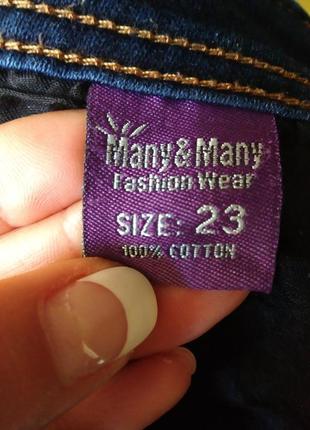 Many&Many
Fashion Wear
SIZE: 23
100% COTTON